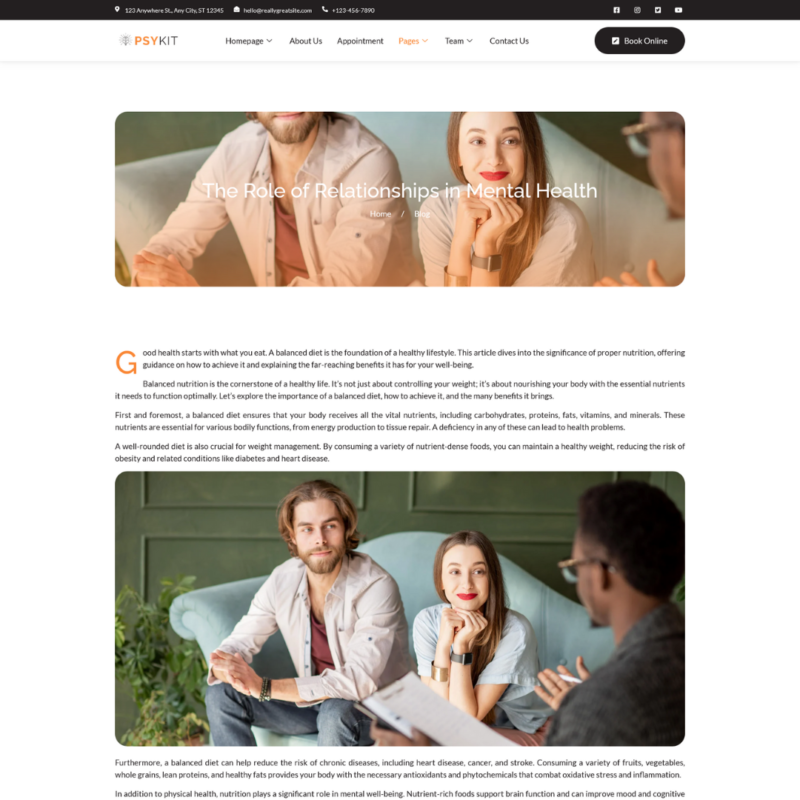 123 Anywhere St., Any City, ST 12345 hello@reallygreatsite.com +123-456-7890
PSYKIT Homepage About Us Appointment Pages Team Contact Us Book Online
The Role of Relationships in Mental Health
Home / Blog
Good health starts with what you eat. A balanced diet is the foundation of a healthy lifestyle. This article dives into the significance of proper nutrition, offering
guidance on how to achieve it and explaining the far-reaching benefits it has for your well-being.
Balanced nutrition is the cornerstone of a healthy life. It's not just about controlling your weight; it's about nourishing your body with the essential nutrients
it needs to function optimally. Let's explore the importance of a balanced diet, how to achieve it, and the many benefits it brings.
First and foremost, a balanced diet ensures that your body receives all the vital nutrients, including carbohydrates, proteins, fats, vitamins, and minerals. These
nutrients are essential for various bodily functions, from energy production to tissue repair. A deficiency in any of these can lead to health problems.
A well-rounded diet is also crucial for weight management. By consuming a variety of nutrient-dense foods, you can maintain a healthy weight, reducing the risk of
obesity and related conditions like diabetes and heart disease.
Furthermore, a balanced diet can help reduce the risk of chronic diseases, including heart disease, cancer, and stroke. Consuming a variety of fruits, vegetables,
whole grains, lean proteins, and healthy fats provides your body with the necessary antioxidants and phytochemicals that combat oxidative stress and inflammation.
In addition to physical health, nutrition plays a significant role in mental well-being. Nutrient-rich foods support brain function and can improve mood and cognitive